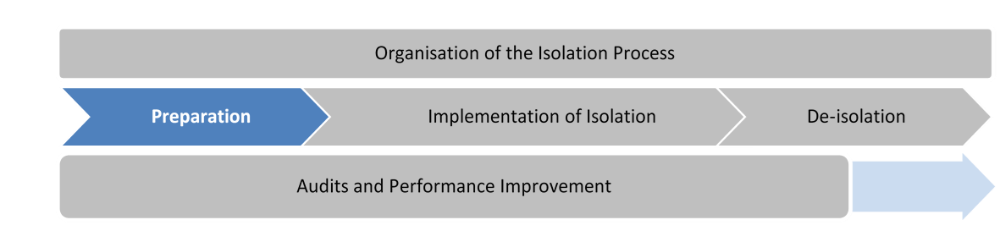 Organisation of the Isolation Process
Preparation
Implementation of Isolation
De-isolation
Audits and Performance Improvement